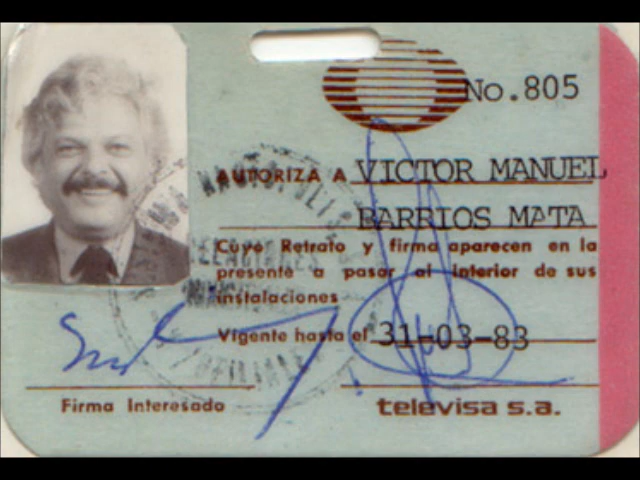 No.805
AUTORIZA A VICTOR MANUEL
BARRIOS MATA
Cuyo Retrato y firma aparecen en la
presente a pasar al interior de sus
instalaciones
Vigente hasta el 31-03-83
Firma Interesado
televisa s.a.